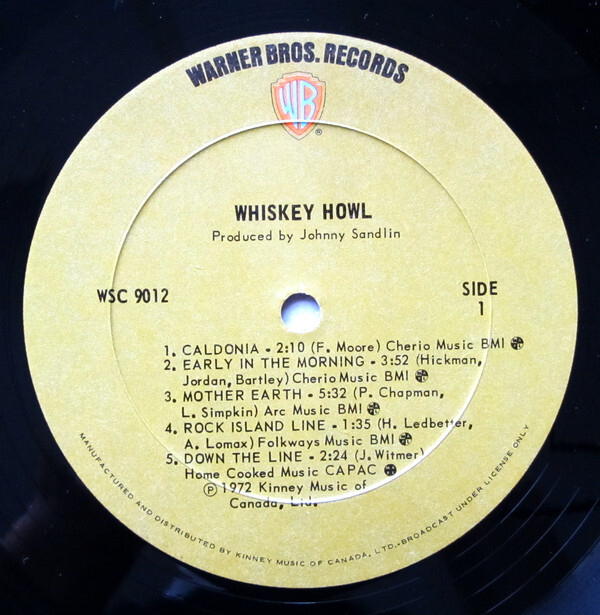 WARNER BROS. RECORDS
WB
®
WHISKEY HOWL
Produced by Johnny Sandlin
WSC 9012
SIDE
1
1. CALDONIA - 2:10 (F. Moore) Cherio Music BMI
2. EARLY IN THE MORNING - 3:52 (Hickman,
Jordan, Bartley) Cherio Music BMI
3. MOTHER EARTH - 5:32 (P. Chapman,
L. Simpkin) Arc Music BMI
4. ROCK ISLAND LINE - 1:35 (H. Ledbetter,
A. Lomax) Folkways Music BMI
5. DOWN THE LINE - 2:24 (J. Witmer)
Home Cooked Music CAPAC
℗ 1972 Kinney Music of
Canada, Ltd.
MANUFACTURED AND DISTRIBUTED BY KINNEY MUSIC OF CANADA, LTD.-BROADCAST UNDER LICENSE ONLY